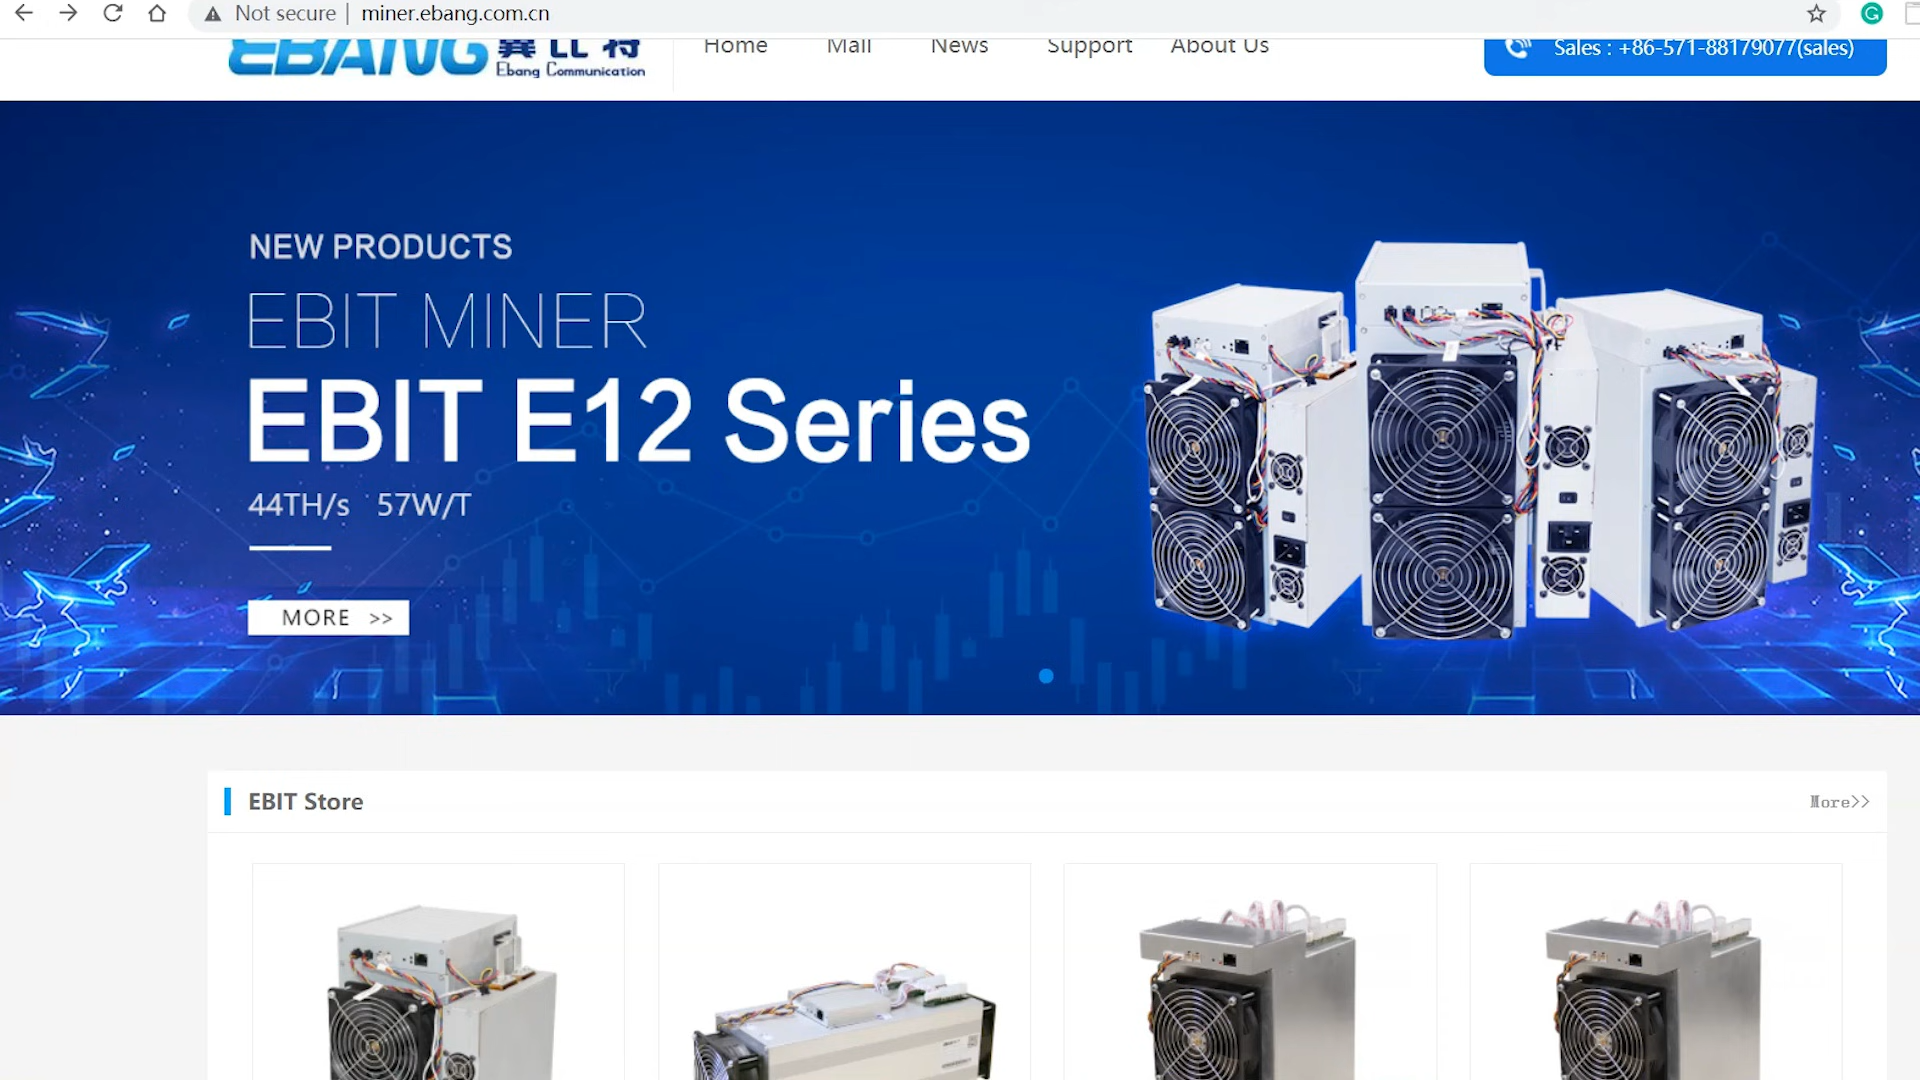 Not secure | miner.ebang.com.cn
EBANG 翼比特
Ebang Communication
Home
Mall
News
Support
About Us
Sales : +86-571-88179077(sales)
NEW PRODUCTS
EBIT MINER
EBIT E12 Series
44TH/s 57W/T
MORE >>
EBIT Store
More>>